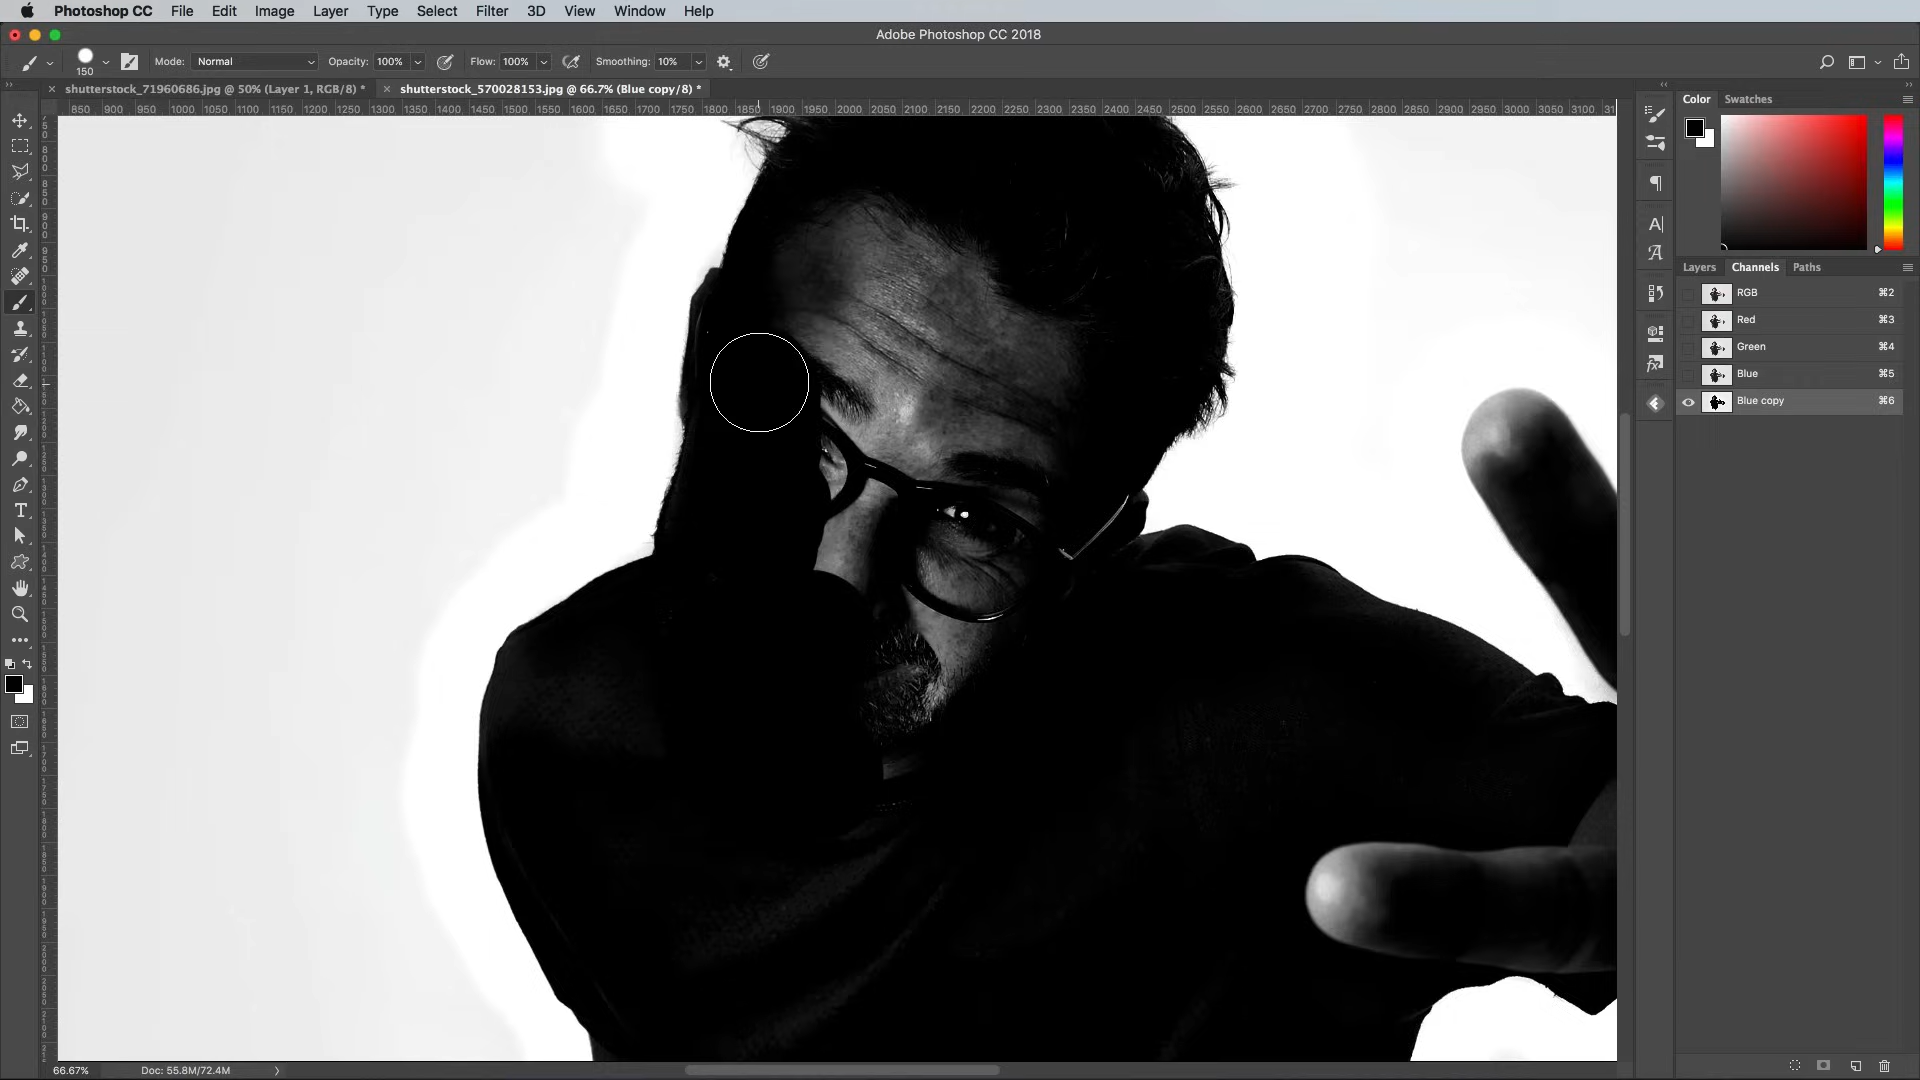 Photoshop CC File Edit Image Layer Type Select Filter 3D View Window Help
Adobe Photoshop CC 2018
150 Mode: Normal Opacity: 100% Flow: 100% Smoothing: 10%
shutterstock_71960686.jpg @ 50% (Layer 1, RGB/8) * shutterstock_570028153.jpg @ 66.7% (Blue copy/8) *
850 900 950 1000 1050 1100 1150 1200 1250 1300 1350 1400 1450 1500 1550 1600 1650 1700 1750 1800 1850 1900 1950 2000 2050 2100 2150 2200 2250 2300 2350 2400 2450 2500 2550 2600 2650 2700 2750 2800 2850 2900 2950 3000 3050 3100 31
Color Swatches
Layers Channels Paths
RGB ⌘2
Red ⌘3
Green ⌘4
Blue ⌘5
Blue copy ⌘6
66.67% Doc: 55.8M/72.4M